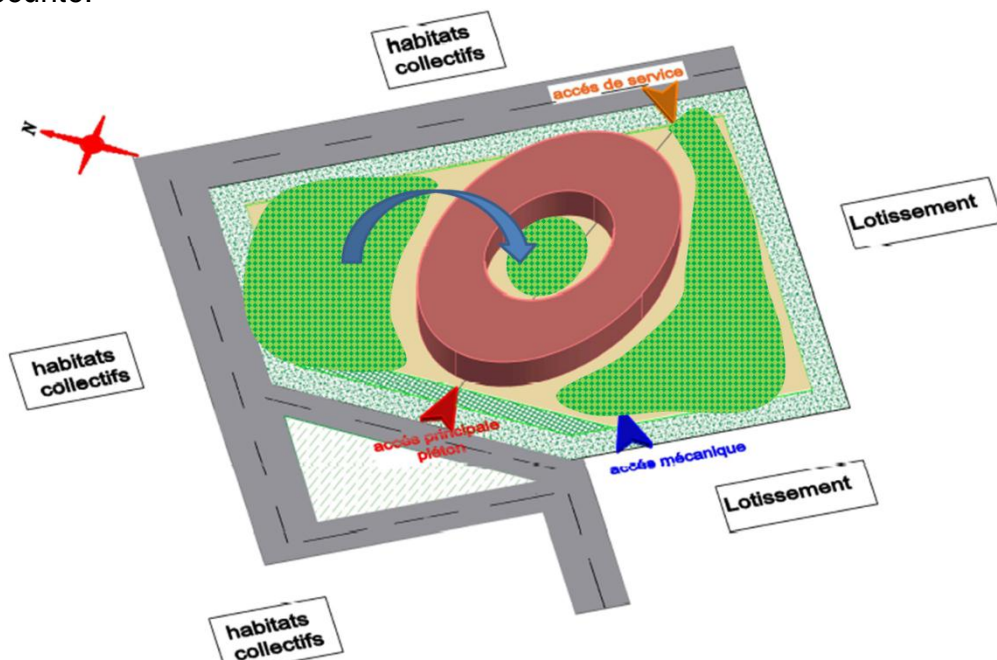 habitats
collectifs
accés de service
N
Lotissement
habitats
collectifs
accés principale
piéton
accés mécanique
Lotissement
habitats
collectifs